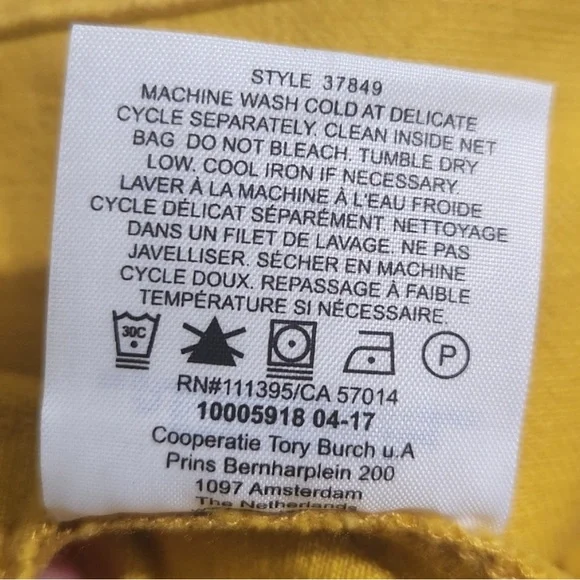 STYLE 37849
MACHINE WASH COLD AT DELICATE
CYCLE SEPARATELY. CLEAN INSIDE NET
BAG DO NOT BLEACH. TUMBLE DRY
LOW. COOL IRON IF NECESSARY
LAVER À LA MACHINE À L'EAU FROIDE
CYCLE DÉLICAT SÉPARÉMENT. NETTOYAGE
DANS UN FILET DE LAVAGE. NE PAS
JAVELLISER. SÉCHER EN MACHINE
CYCLE DOUX. REPASSAGE À FAIBLE
TEMPÉRATURE SI NÉCESSAIRE
30C P
RN#111395/CA 57014
10005918 04-17
Cooperatie Tory Burch u.A
Prins Bernharplein 200
1097 Amsterdam
The Netherlands